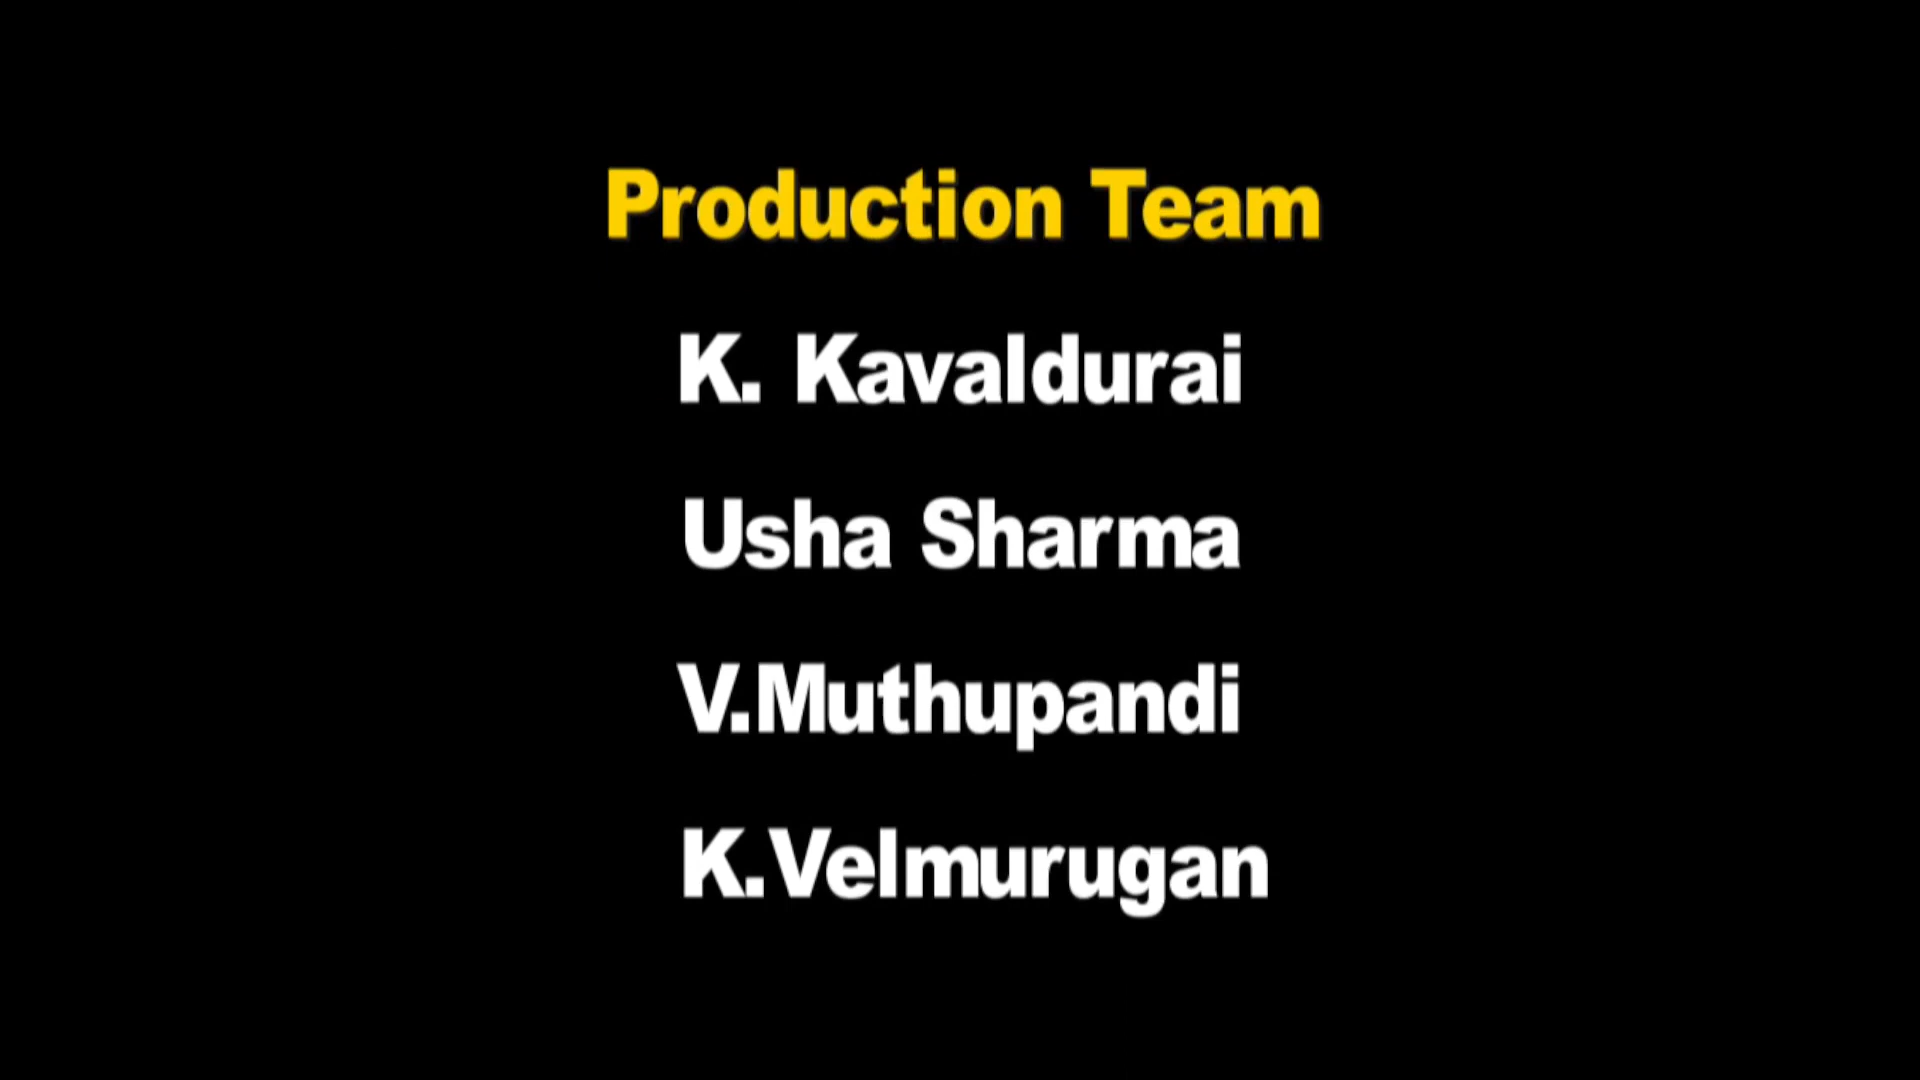 Production Team
K. Kavaldurai
Usha Sharma
V.Muthupandi
K.Velmurugan